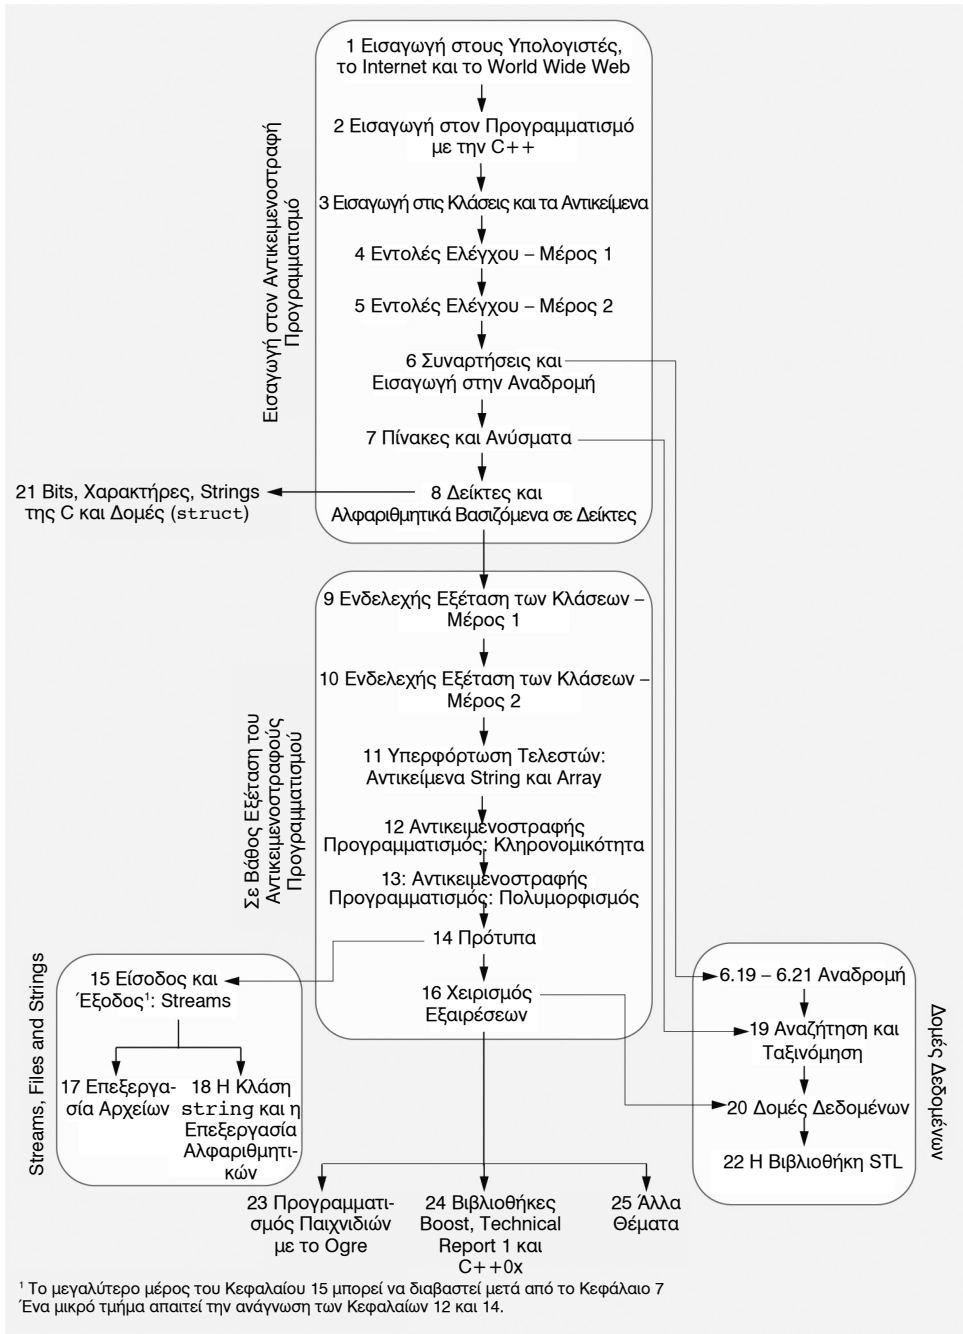 1 Εισαγωγή στους Υπολογιστές,
το Internet και το World Wide Web
2 Εισαγωγή στον Προγραμματισμό
με την C++
3 Εισαγωγή στις Κλάσεις και τα Αντικείμενα
4 Εντολές Ελέγχου – Μέρος 1
5 Εντολές Ελέγχου – Μέρος 2
6 Συναρτήσεις και
Εισαγωγή στην Αναδρομή
7 Πίνακες και Ανύσματα
8 Δείκτες και
Αλφαριθμητικά Βασιζόμενα σε Δείκτες
Εισαγωγή στον Αντικειμενοστραφή
Προγραμματισμό
21 Bits, Χαρακτήρες, Strings
της C και Δομές (struct)
9 Ενδελεχής Εξέταση των Κλάσεων –
Μέρος 1
10 Ενδελεχής Εξέταση των Κλάσεων –
Μέρος 2
11 Υπερφόρτωση Τελεστών:
Αντικείμενα String και Array
12 Αντικειμενοστραφής
Προγραμματισμός: Κληρονομικότητα
13: Αντικειμενοστραφής
Προγραμματισμός: Πολυμορφισμός
14 Πρότυπα
16 Χειρισμός
Εξαιρέσεων
Σε Βάθος Εξέταση του
Αντικειμενοστραφούς
Προγραμματισμού
Streams, Files and Strings
15 Είσοδος και
Έξοδος¹: Streams
17 Επεξεργα-
σία Αρχείων
18 Η Κλάση
string και η
Επεξεργασία
Αλφαριθμητι-
κών
6.19 – 6.21 Αναδρομή
19 Αναζήτηση και
Ταξινόμηση
20 Δομές Δεδομένων
22 Η Βιβλιοθήκη STL
Δομές Δεδομένων
23 Προγραμματι-
σμός Παιχνιδιών
με το Ogre
24 Βιβλιοθήκες
Boost, Technical
Report 1 και
C++0x
25 Άλλα
Θέματα
¹ Το μεγαλύτερο μέρος του Κεφαλαίου 15 μπορεί να διαβαστεί μετά από το Κεφάλαιο 7
Ένα μικρό τμήμα απαιτεί την ανάγνωση των Κεφαλαίων 12 και 14.